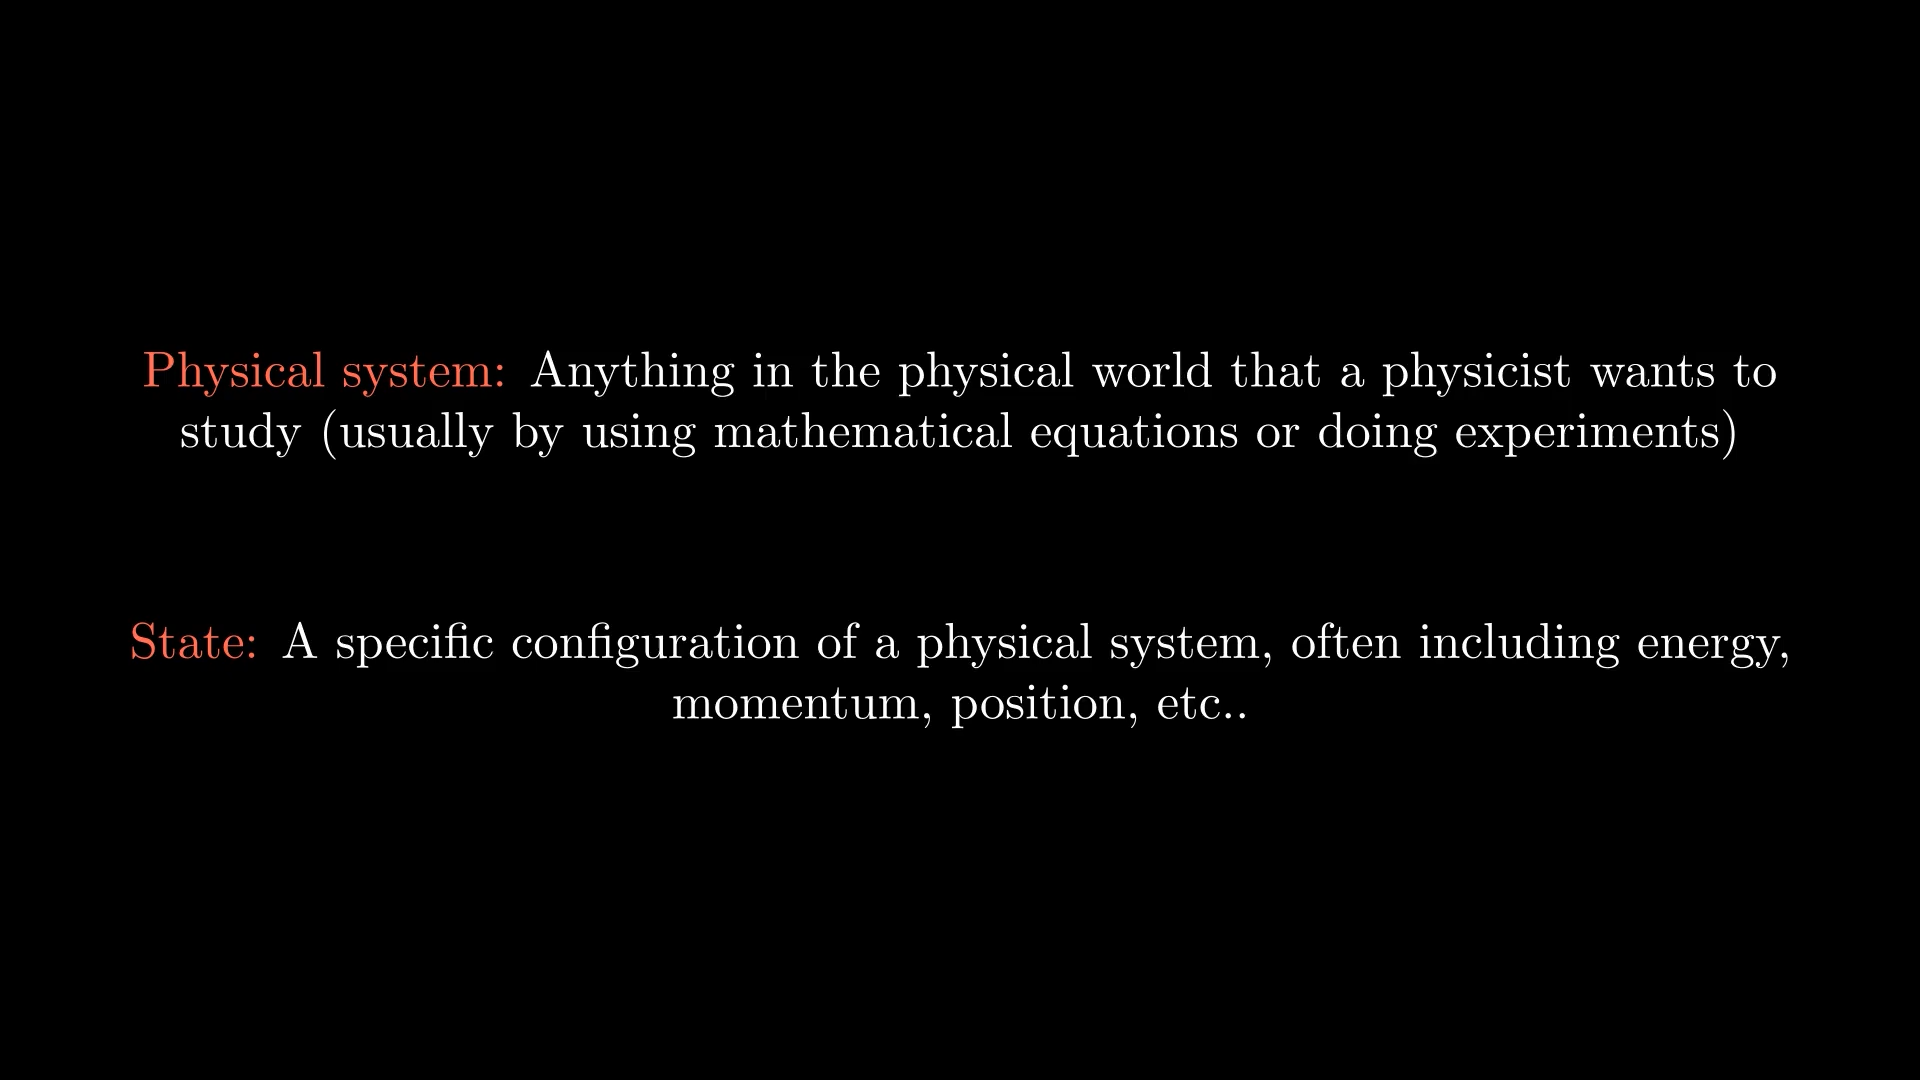 Physical system: Anything in the physical world that a physicist wants to
study (usually by using mathematical equations or doing experiments)
State: A specific configuration of a physical system, often including energy,
momentum, position, etc..